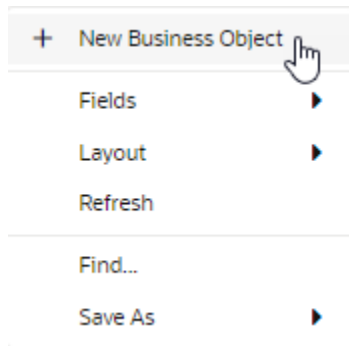 + New Business Object
Fields
Layout
Refresh
Find...
Save As